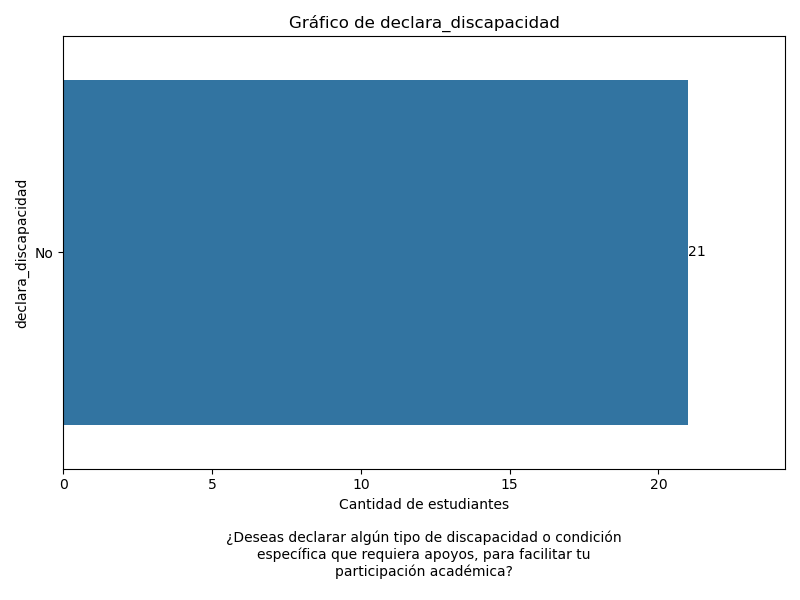 Gráfico de declara_discapacidad
declara_discapacidad
No
21
0
5
10
15
20
Cantidad de estudiantes
¿Deseas declarar algún tipo de discapacidad o condición
específica que requiera apoyos, para facilitar tu
participación académica?